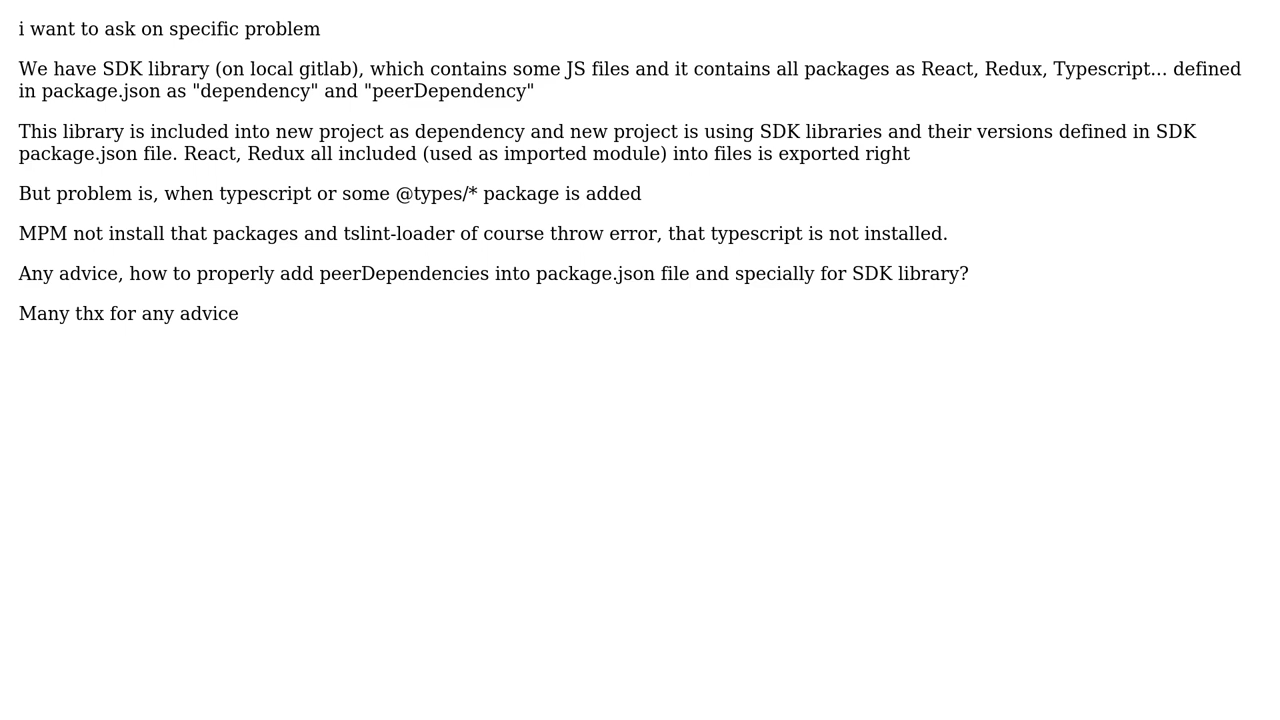 i want to ask on specific problem
We have SDK library (on local gitlab), which contains some JS files and it contains all packages as React, Redux, Typescript... defined
in package.json as "dependency" and "peerDependency"
This library is included into new project as dependency and new project is using SDK libraries and their versions defined in SDK
package.json file. React, Redux all included (used as imported module) into files is exported right
But problem is, when typescript or some @types/* package is added
MPM not install that packages and tslint-loader of course throw error, that typescript is not installed.
Any advice, how to properly add peerDependencies into package.json file and specially for SDK library?
Many thx for any advice